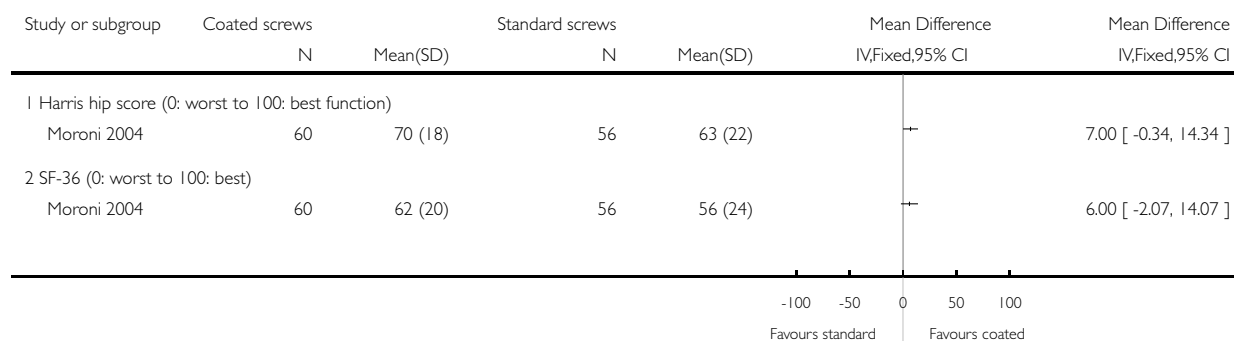 Study or subgroup Coated screws Standard screws Mean Difference Mean Difference
N Mean(SD) N Mean(SD) IV,Fixed,95% CI IV,Fixed,95% CI
1 Harris hip score (0: worst to 100: best function)
Moroni 2004 60 70 (18) 56 63 (22) 7.00 [ -0.34, 14.34 ]
2 SF-36 (0: worst to 100: best)
Moroni 2004 60 62 (20) 56 56 (24) 6.00 [ -2.07, 14.07 ]
-100 -50 0 50 100
Favours standard Favours coated